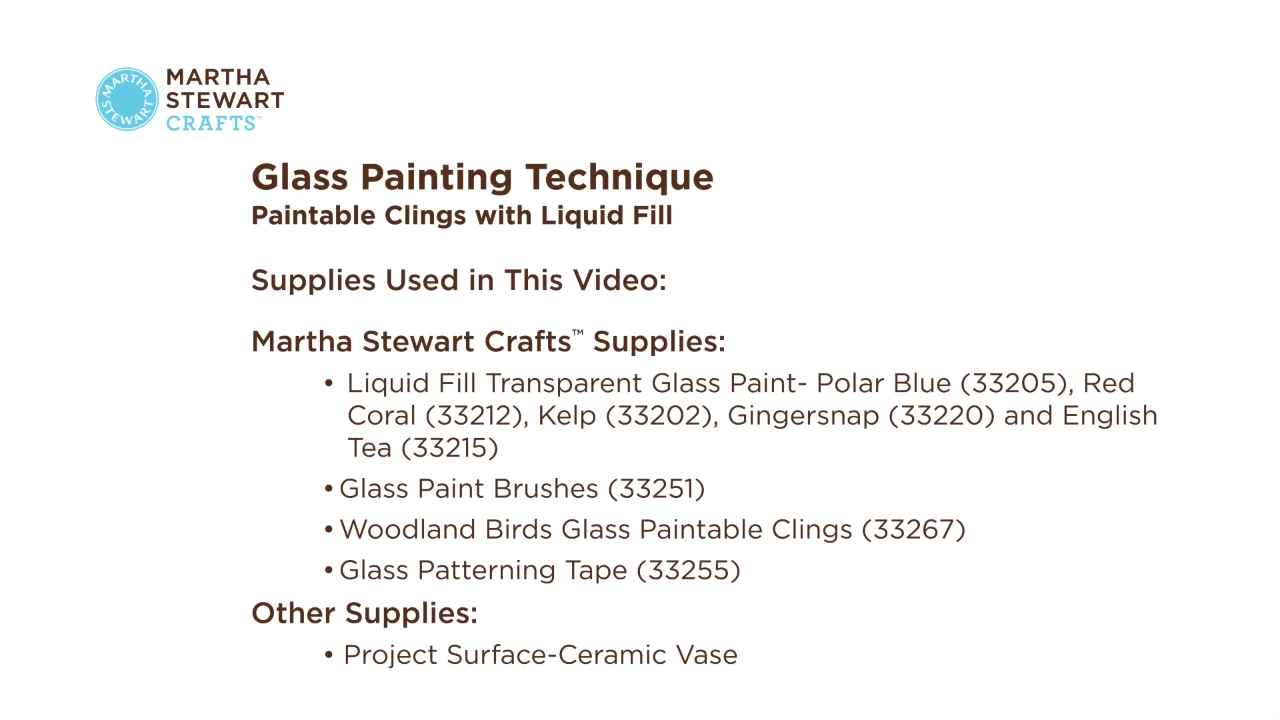 MARTHA STEWART
MARTHA
STEWART
CRAFTS™
Glass Painting Technique
Paintable Clings with Liquid Fill
Supplies Used in This Video:
Martha Stewart Crafts™ Supplies:
• Liquid Fill Transparent Glass Paint- Polar Blue (33205), Red
Coral (33212), Kelp (33202), Gingersnap (33220) and English
Tea (33215)
• Glass Paint Brushes (33251)
• Woodland Birds Glass Paintable Clings (33267)
• Glass Patterning Tape (33255)
Other Supplies:
• Project Surface-Ceramic Vase